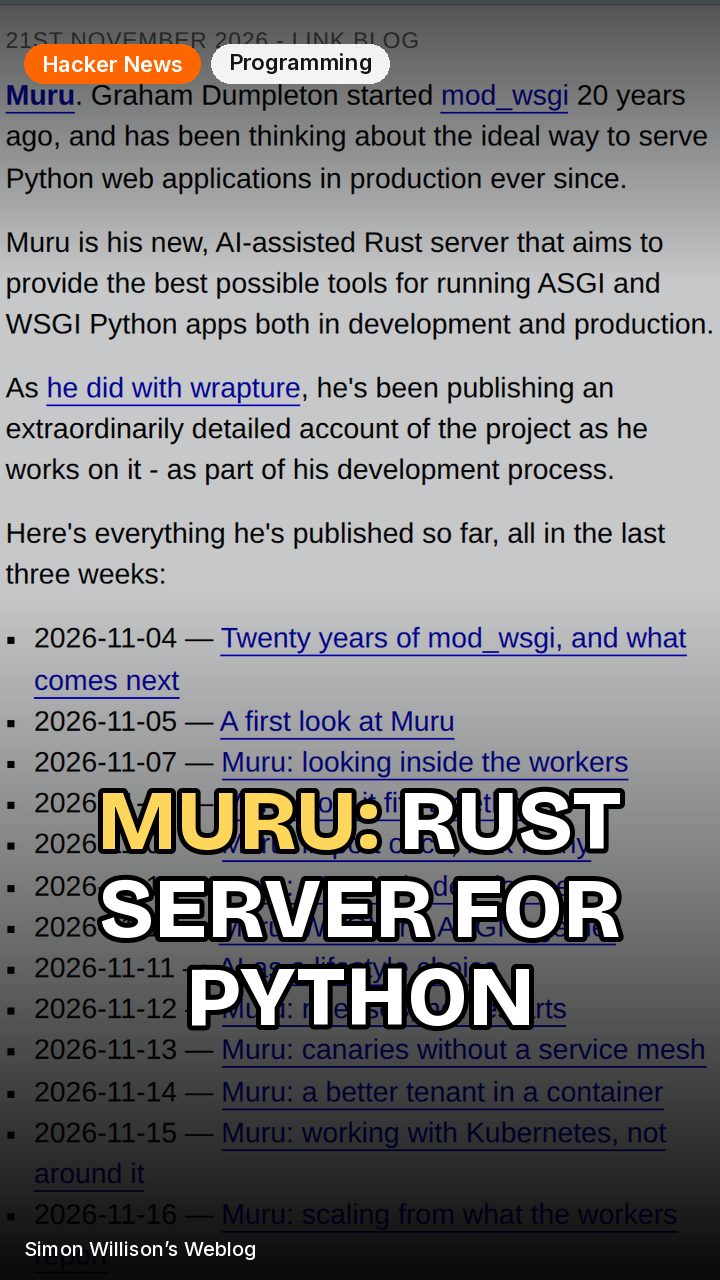 21ST NOVEMBER 2026 - LINK BLOG
Hacker News
Programming
Muru. Graham Dumpleton started mod_wsgi 20 years
ago, and has been thinking about the ideal way to serve
Python web applications in production ever since.
Muru is his new, AI-assisted Rust server that aims to
provide the best possible tools for running ASGI and
WSGI Python apps both in development and production.
As he did with wrapture, he's been publishing an
extraordinarily detailed account of the project as he
works on it - as part of his development process.
Here's everything he's published so far, all in the last
three weeks:
2026-11-04 — Twenty years of mod_wsgi, and what
comes next
2026-11-05 — A first look at Muru
2026-11-07 — Muru: looking inside the workers
MURU: RUST
SERVER FOR
PYTHON
2026-11-11 — AI as a lifestyle choice
2026-11-12 — Muru:
2026-11-13 — Muru: canaries without a service mesh
2026-11-14 — Muru: a better tenant in a container
2026-11-15 — Muru: working with Kubernetes, not
around it
2026-11-16 — Muru: scaling from what the workers
report
Simon Willison's Weblog